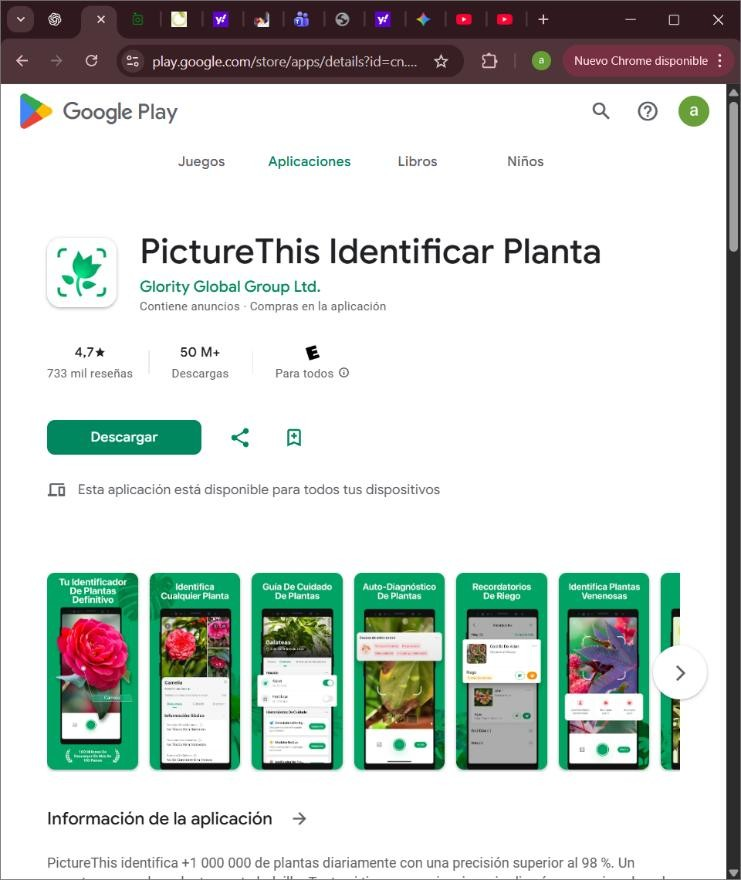 play.google.com/store/apps/details?id=cn....
a
Nuevo Chrome disponible
Google Play
a
Juegos
Aplicaciones
Libros
Niños
PictureThis Identificar Planta
Glority Global Group Ltd.
Contiene anuncios · Compras en la aplicación
4,7★
50 M+
E
733 mil reseñas
Descargas
Para todos
Descargar
Esta aplicación está disponible para todos tus dispositivos
Tu Identificador
De Plantas
Definitivo
Identifica
Cualquier Planta
Guía De Cuidado
De Plantas
Auto-Diagnóstico
De Plantas
Recordatorios
De Riego
Identifica Plantas
Venenosas
Camelia
Calateas
Información de la aplicación
PictureThis identifica +1 000 000 de plantas diariamente con una precisión superior al 98 %. Un